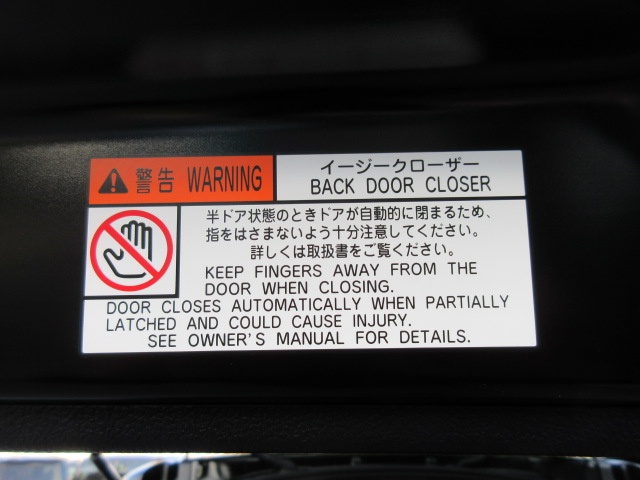 警告 WARNING
イージークローザー
BACK DOOR CLOSER
半ドア状態のときドアが自動的に閉まるため、
指をはさまないよう十分注意してください。
詳しくは取扱書をご覧ください。
KEEP FINGERS AWAY FROM THE
DOOR WHEN CLOSING.
DOOR CLOSES AUTOMATICALLY WHEN PARTIALLY
LATCHED AND COULD CAUSE INJURY.
SEE OWNER'S MANUAL FOR DETAILS.